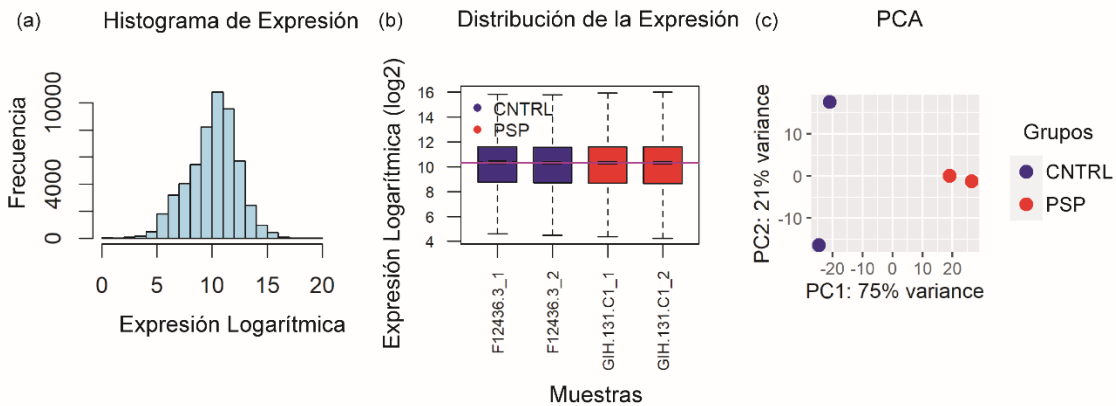 (a) Histograma de Expresión
Frecuencia
0 4000 10000
0 5 10 15 20
Expresión Logarítmica
(b) Distribución de la Expresión
Expresión Logarítmica (log2)
16
14
12
10
8
6
4
CNTRL
PSP
F12436.3_1
F12436.3_2
GIH.131.C1_1
GIH.131.C1_2
Muestras
(c) PCA
PC2: 21% variance
10
0
-10
-20 -10 0 10 20
PC1: 75% variance
Grupos
CNTRL
PSP